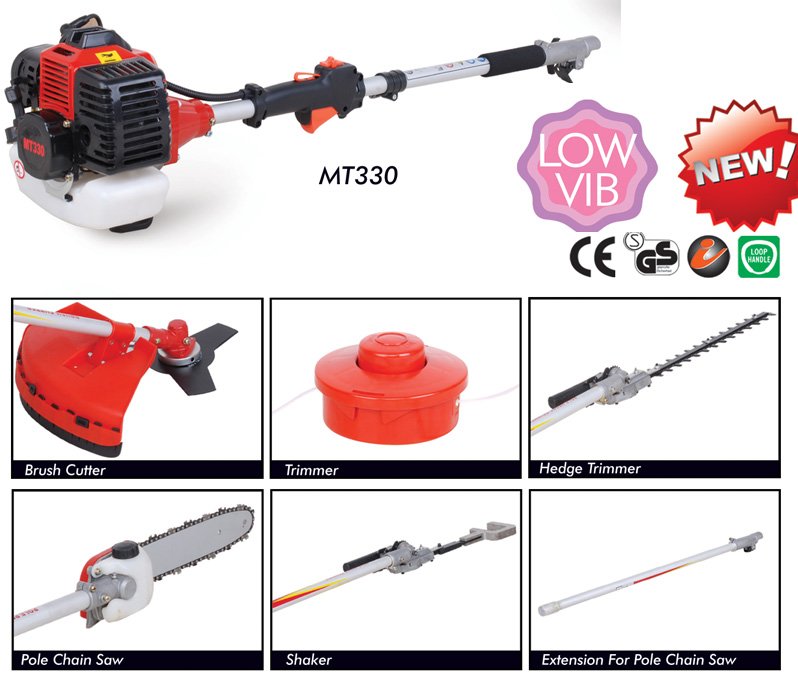 MT330
MT330
LOW
VIB
NEW!
CE
S
GS
i
LOOP
HANDLE
Brush Cutter
Trimmer
Hedge Trimmer
Pole Chain Saw
Shaker
Extension For Pole Chain Saw